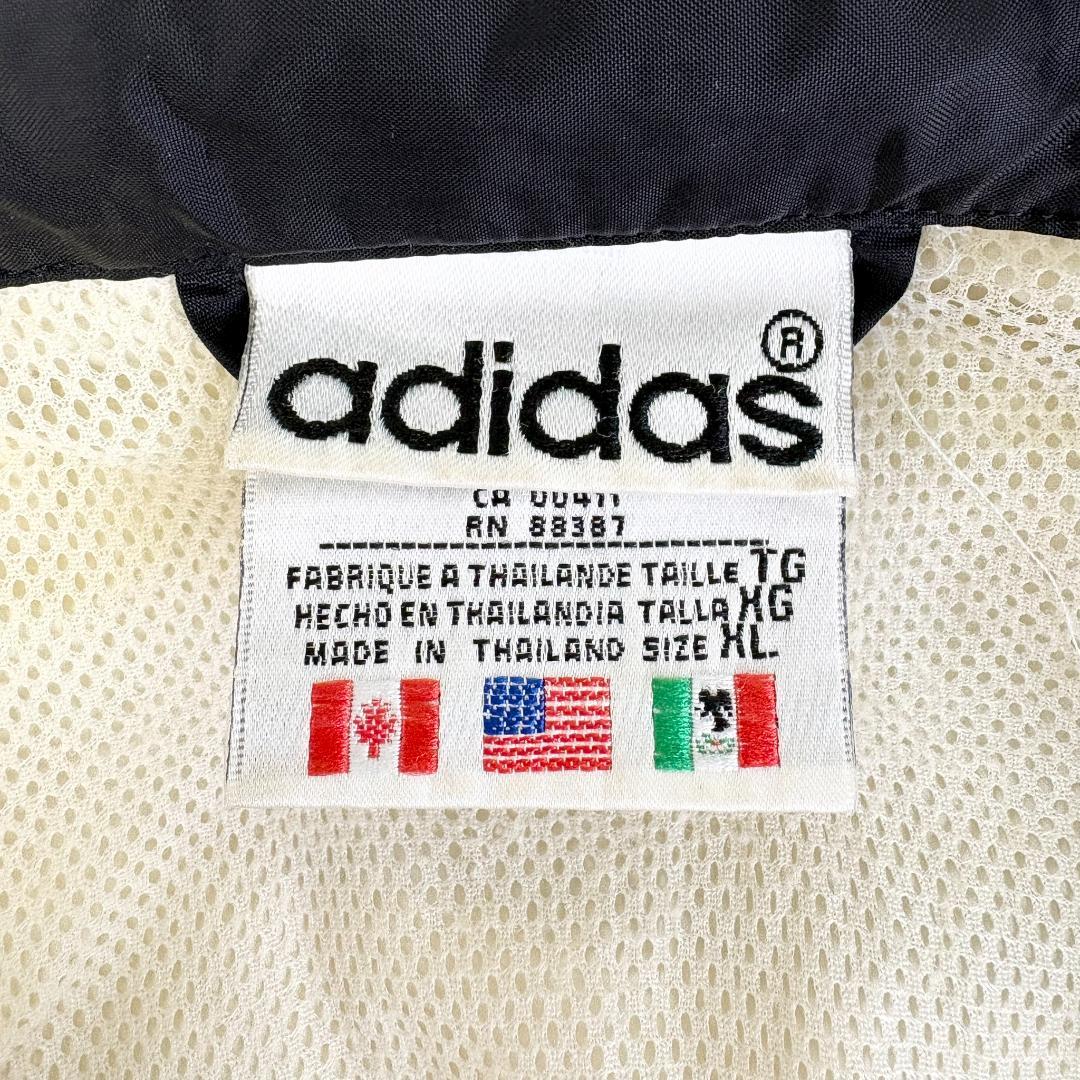 adidas®
CA 00411
RN 88387
FABRIQUE A THAILANDE TAILLE TG
HECHO EN THAILANDIA TALLA XG
MADE IN THAILAND SIZE XL